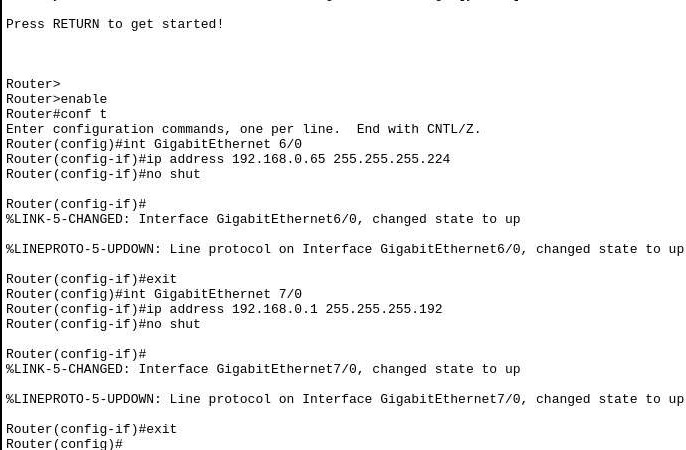 Press RETURN to get started!
Router>
Router>enable
Router#conf t
Enter configuration commands, one per line.  End with CNTL/Z.
Router(config)#int GigabitEthernet 6/0
Router(config-if)#ip address 192.168.0.65 255.255.255.224
Router(config-if)#no shut
Router(config-if)#
%LINK-5-CHANGED: Interface GigabitEthernet6/0, changed state to up
%LINEPROTO-5-UPDOWN: Line protocol on Interface GigabitEthernet6/0, changed state to up
Router(config-if)#exit
Router(config)#int GigabitEthernet 7/0
Router(config-if)#ip address 192.168.0.1 255.255.255.192
Router(config-if)#no shut
Router(config-if)#
%LINK-5-CHANGED: Interface GigabitEthernet7/0, changed state to up
%LINEPROTO-5-UPDOWN: Line protocol on Interface GigabitEthernet7/0, changed state to up
Router(config-if)#exit
Router(config)#